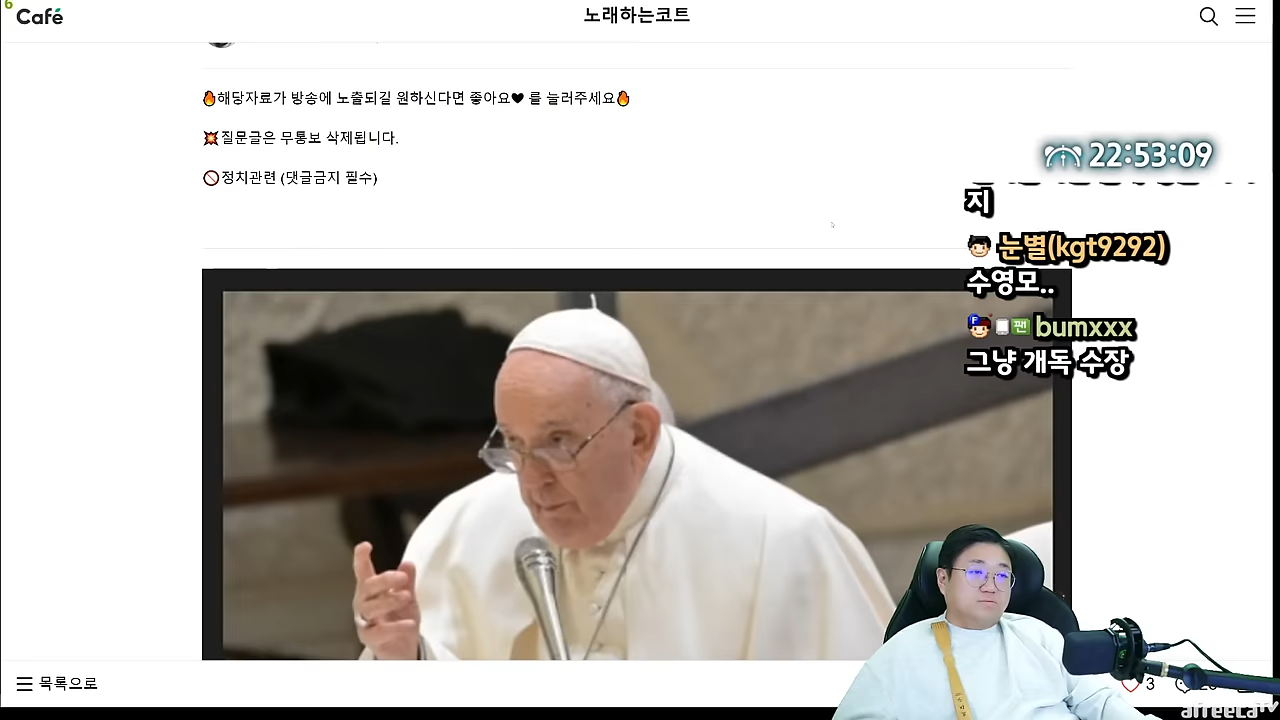 6
Café
노래하는코트
🔥해당자료가 방송에 노출되길 원하신다면 좋아요🖤 를 눌러주세요🔥
💥질문글은 무통보 삭제됩니다.
🚫정치관련 (댓글금지 필수)
22:53:09
지
눈별(kgt9292)
수영모..
팬 bumxxx
그냥 개독 수장
목록으로
3